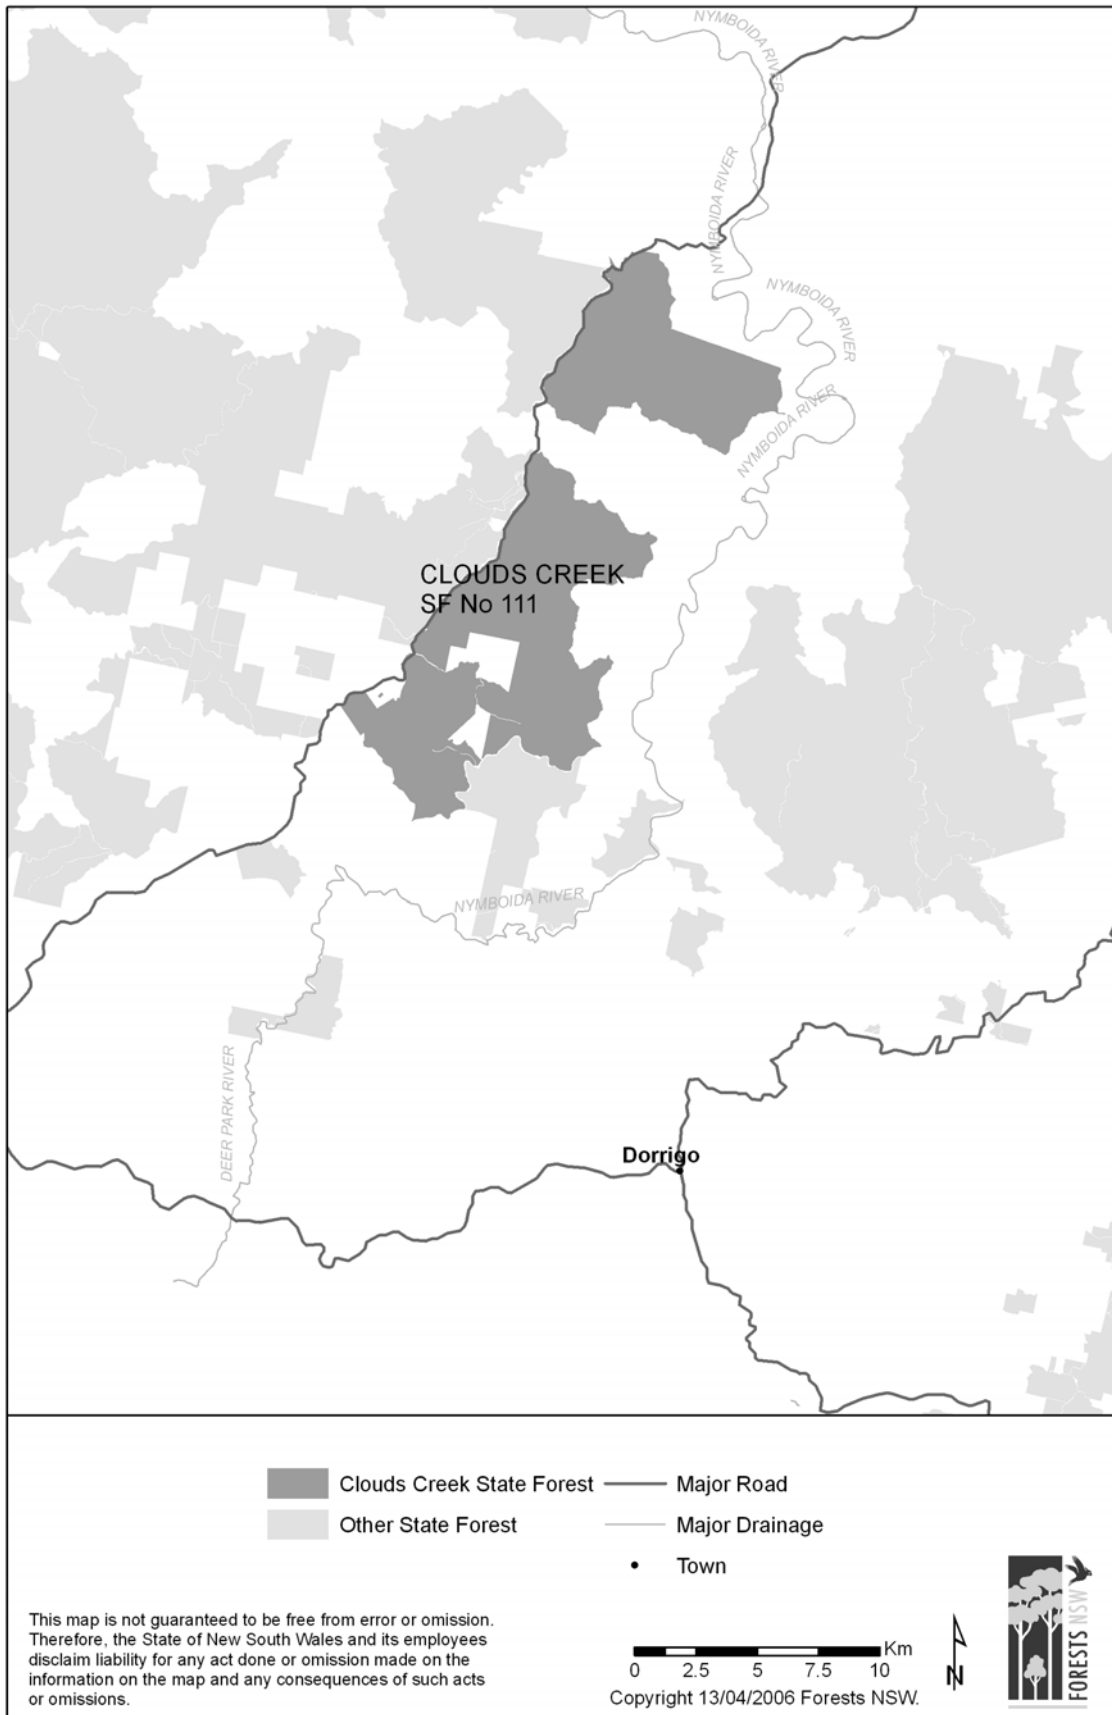 NYMBOIDA RIVER
NYMBOIDA RIVER
NYMBOIDA RIVER
NYMBOIDA RIVER
CLOUDS CREEK
SF No 111
NYMBOIDA RIVER
DEER PARK RIVER
Dorrigo
Clouds Creek State Forest
Major Road
Other State Forest
Major Drainage
Town
This map is not guaranteed to be free from error or omission.
Therefore, the State of New South Wales and its employees
disclaim liability for any act done or omission made on the
information on the map and any consequences of such acts
or omissions.
Km
0 2.5 5 7.5 10
Copyright 13/04/2006 Forests NSW.
N
FORESTS NSW